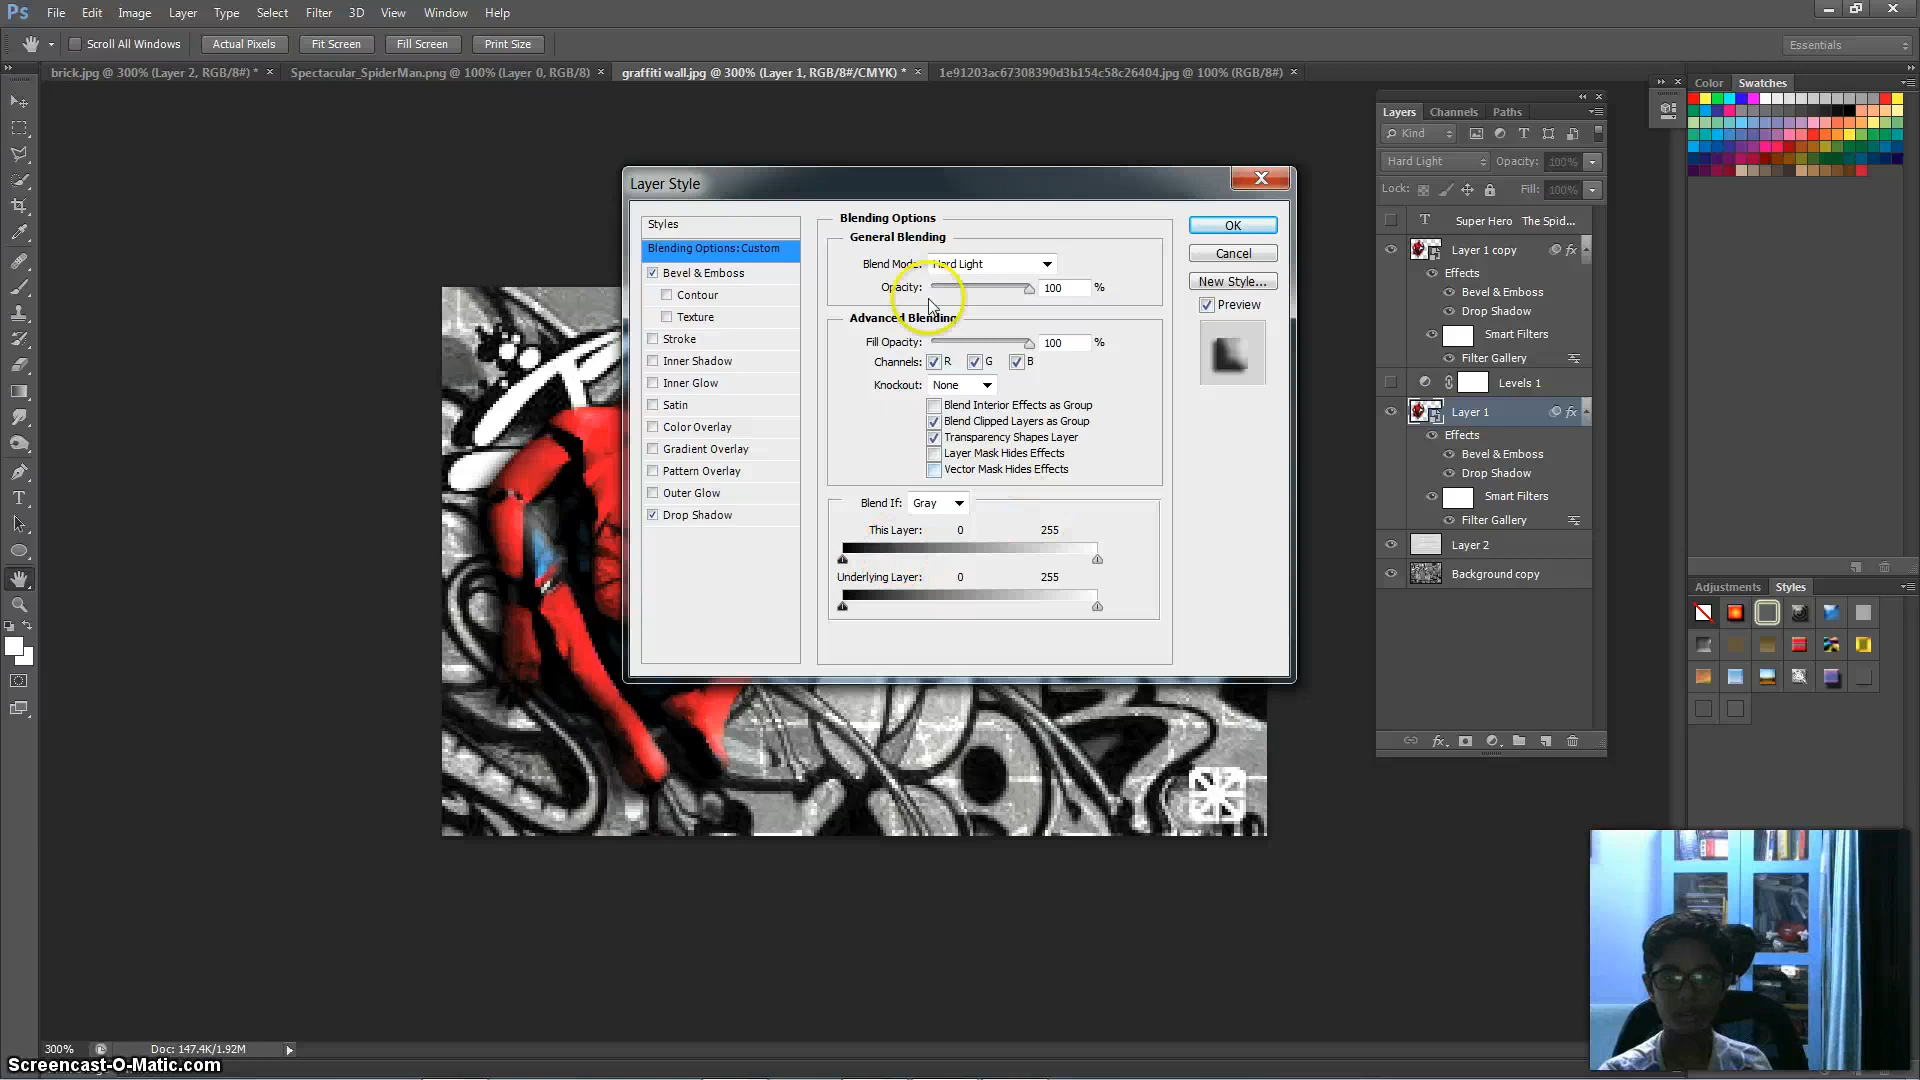 Ps File Edit Image Layer Type Select Filter 3D View Window Help
Scroll All Windows Actual Pixels Fit Screen Fill Screen Print Size Essentials
brick.jpg @ 300% (Layer 2, RGB/8#) * × Spectacular_SpiderMan.png @ 100% (Layer 0, RGB/8) × graffiti wall.jpg @ 300% (Layer 1, RGB/8#/CMYK) * × 1e91203ac67308390d3b154c58c26404.jpg @ 100% (RGB/8#) ×
Layer Style
Styles
Blending Options: Custom
Bevel & Emboss
Contour
Texture
Stroke
Inner Shadow
Inner Glow
Satin
Color Overlay
Gradient Overlay
Pattern Overlay
Outer Glow
Drop Shadow
Blending Options
General Blending
Blend Mode: Hard Light
Opacity: 100 %
Advanced Blending
Fill Opacity: 100 %
Channels: R G B
Knockout: None
Blend Interior Effects as Group
Blend Clipped Layers as Group
Transparency Shapes Layer
Layer Mask Hides Effects
Vector Mask Hides Effects
Blend If: Gray
This Layer: 0 255
Underlying Layer: 0 255
OK
Cancel
New Style...
Preview
Layers Channels Paths
Kind
Hard Light Opacity: 100%
Lock: Fill: 100%
T Super Hero The Spid...
Layer 1 copy fx
Effects
Bevel & Emboss
Drop Shadow
Smart Filters
Filter Gallery
Levels 1
Layer 1 fx
Effects
Bevel & Emboss
Drop Shadow
Smart Filters
Filter Gallery
Layer 2
Background copy
fx
Color Swatches
Adjustments Styles
300% Doc: 147.4K/1.92M
Screencast-O-Matic.com